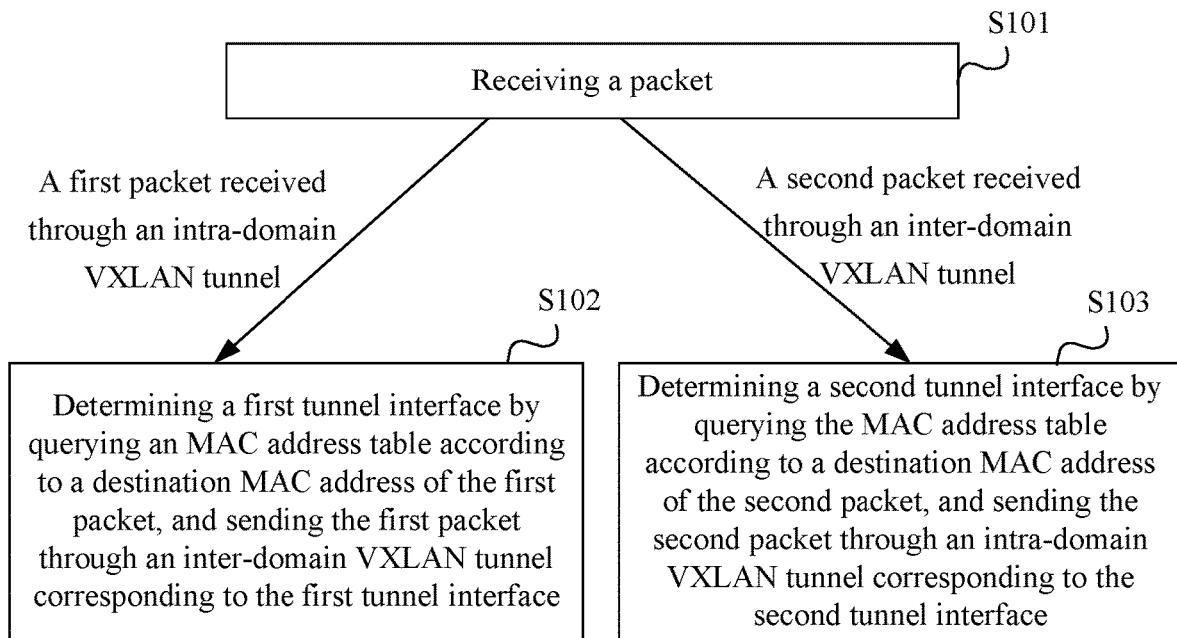 S101
Receiving a packet
A first packet received
through an intra-domain
VXLAN tunnel
A second packet received
through an inter-domain
VXLAN tunnel
S102
Determining a first tunnel interface by
querying an MAC address table according
to a destination MAC address of the first
packet, and sending the first packet
through an inter-domain VXLAN tunnel
corresponding to the first tunnel interface
S103
Determining a second tunnel interface by
querying the MAC address table
according to a destination MAC address
of the second packet, and sending the
second packet through an intra-domain
VXLAN tunnel corresponding to the
second tunnel interface